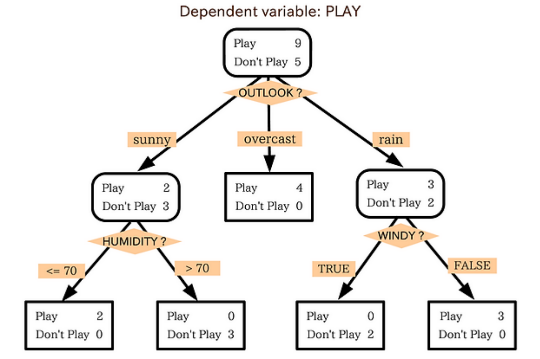 Dependent variable: PLAY
Play 9
Don't Play 5
OUTLOOK ?
sunny
overcast
rain
Play 2
Don't Play 3
Play 4
Don't Play 0
Play 3
Don't Play 2
HUMIDITY ?
WINDY ?
<= 70
> 70
TRUE
FALSE
Play 2
Don't Play 0
Play 0
Don't Play 3
Play 0
Don't Play 2
Play 3
Don't Play 0